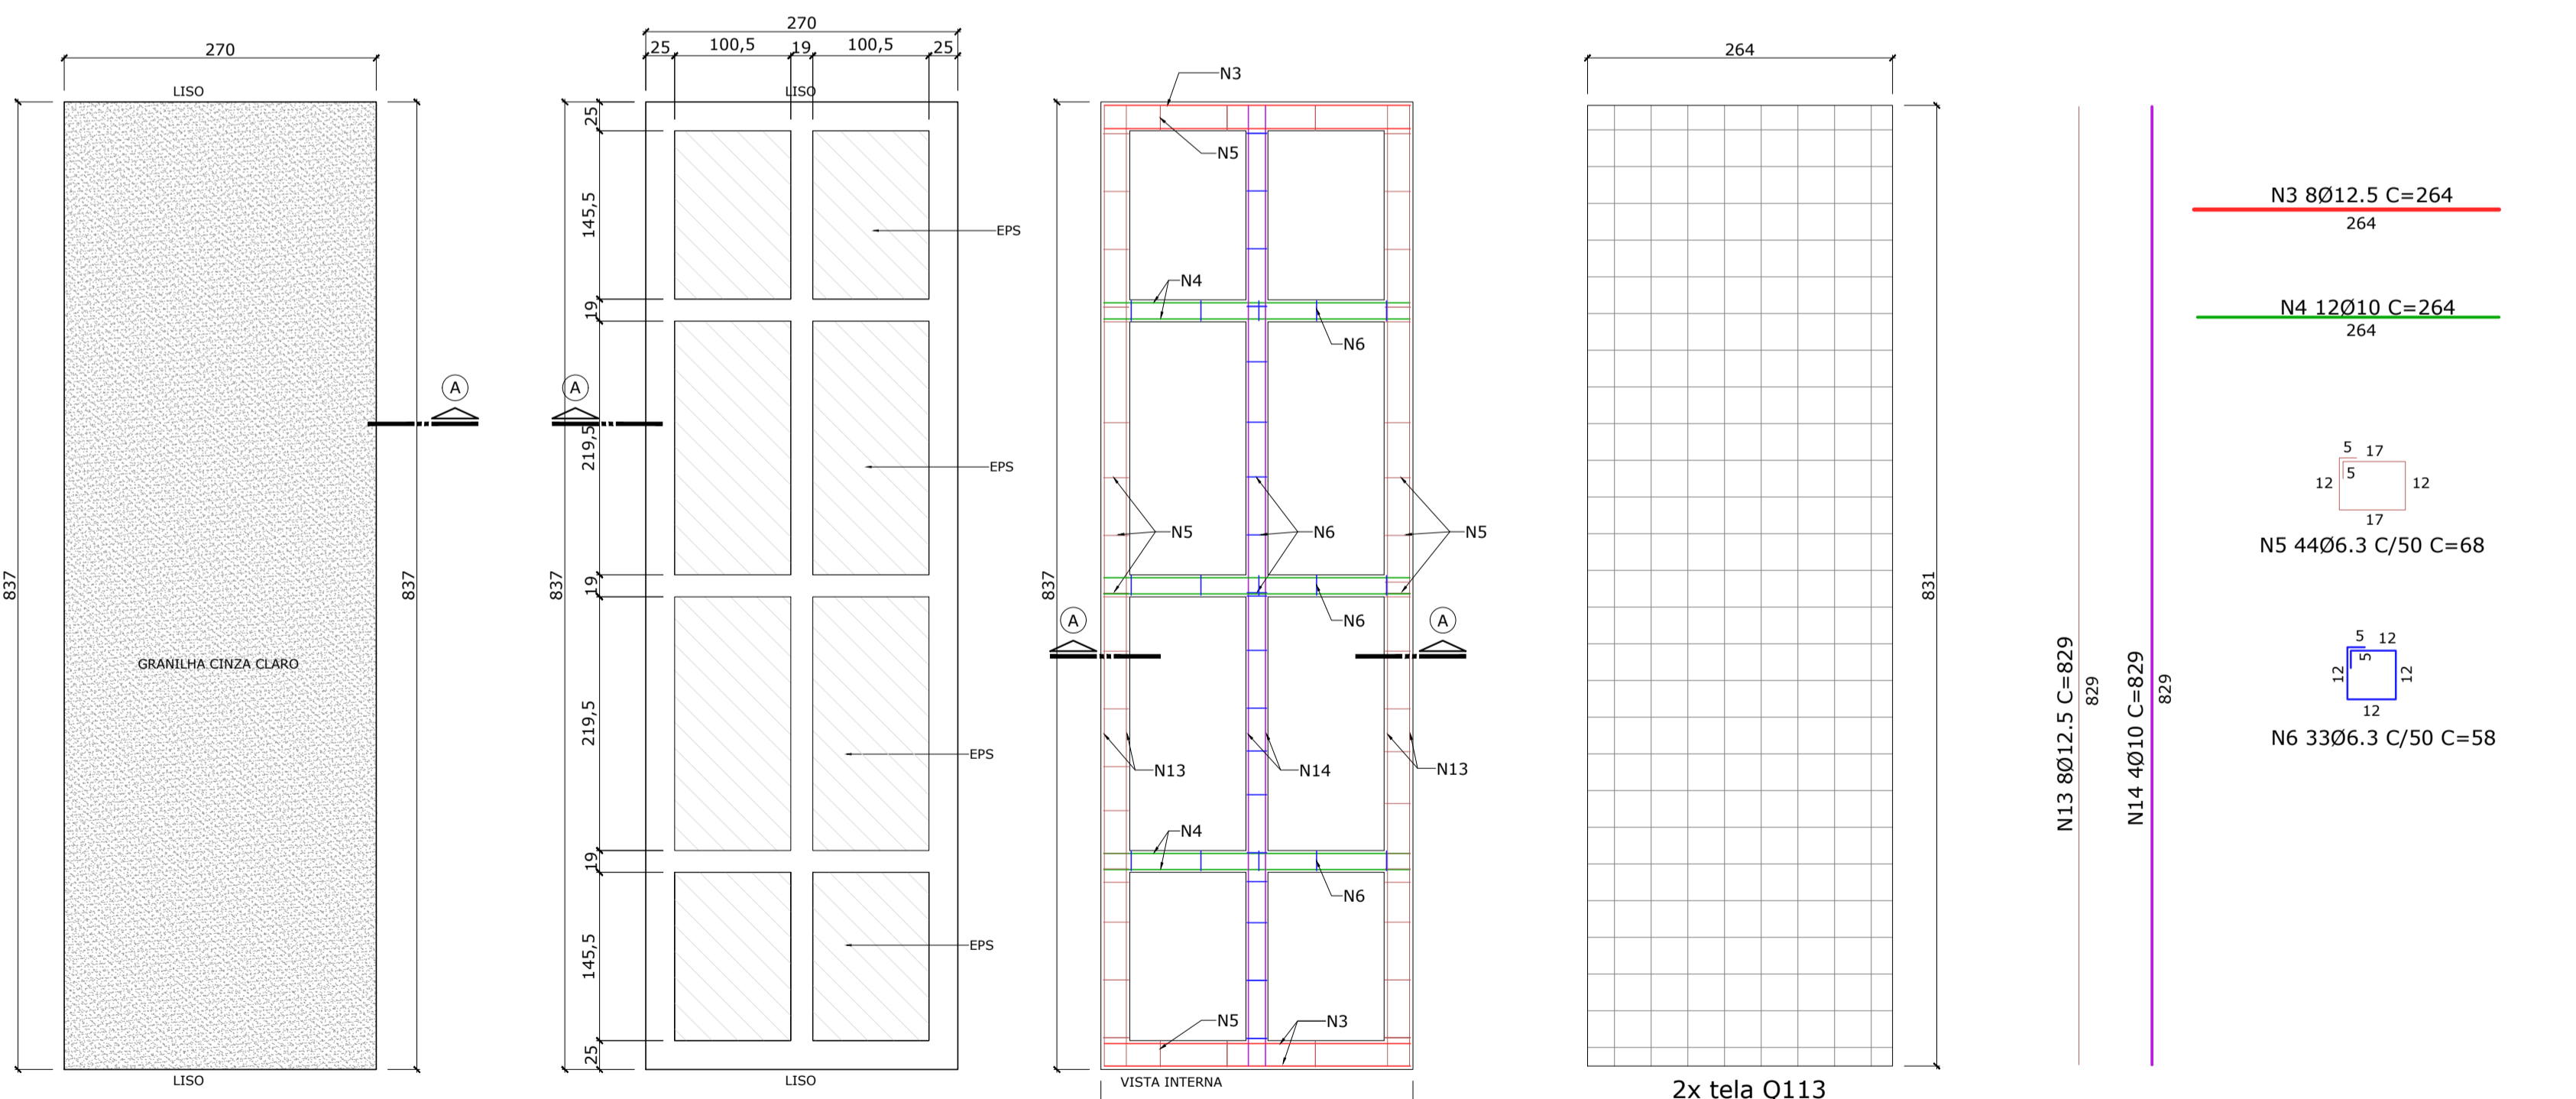 270
LISO
837
837
A
GRANILHA CINZA CLARO
LISO
270
25
100,5
19
100,5
25
LISO
837
25
145,5
19
219,5
19
219,5
19
145,5
25
A
EPS
EPS
EPS
EPS
LISO
N3
N5
N4
N6
N5
N6
N5
N6
837
A
A
N13
N14
N13
N4
N6
N5
N3
VISTA INTERNA
264
831
2x tela Q113
N13 8Ø12.5 C=829
829
N14 4Ø10 C=829
829
N3 8Ø12.5 C=264
264
N4 12Ø10 C=264
264
5
17
5
12
12
17
N5 44Ø6.3 C/50 C=68
5
12
5
12
12
12
N6 33Ø6.3 C/50 C=58